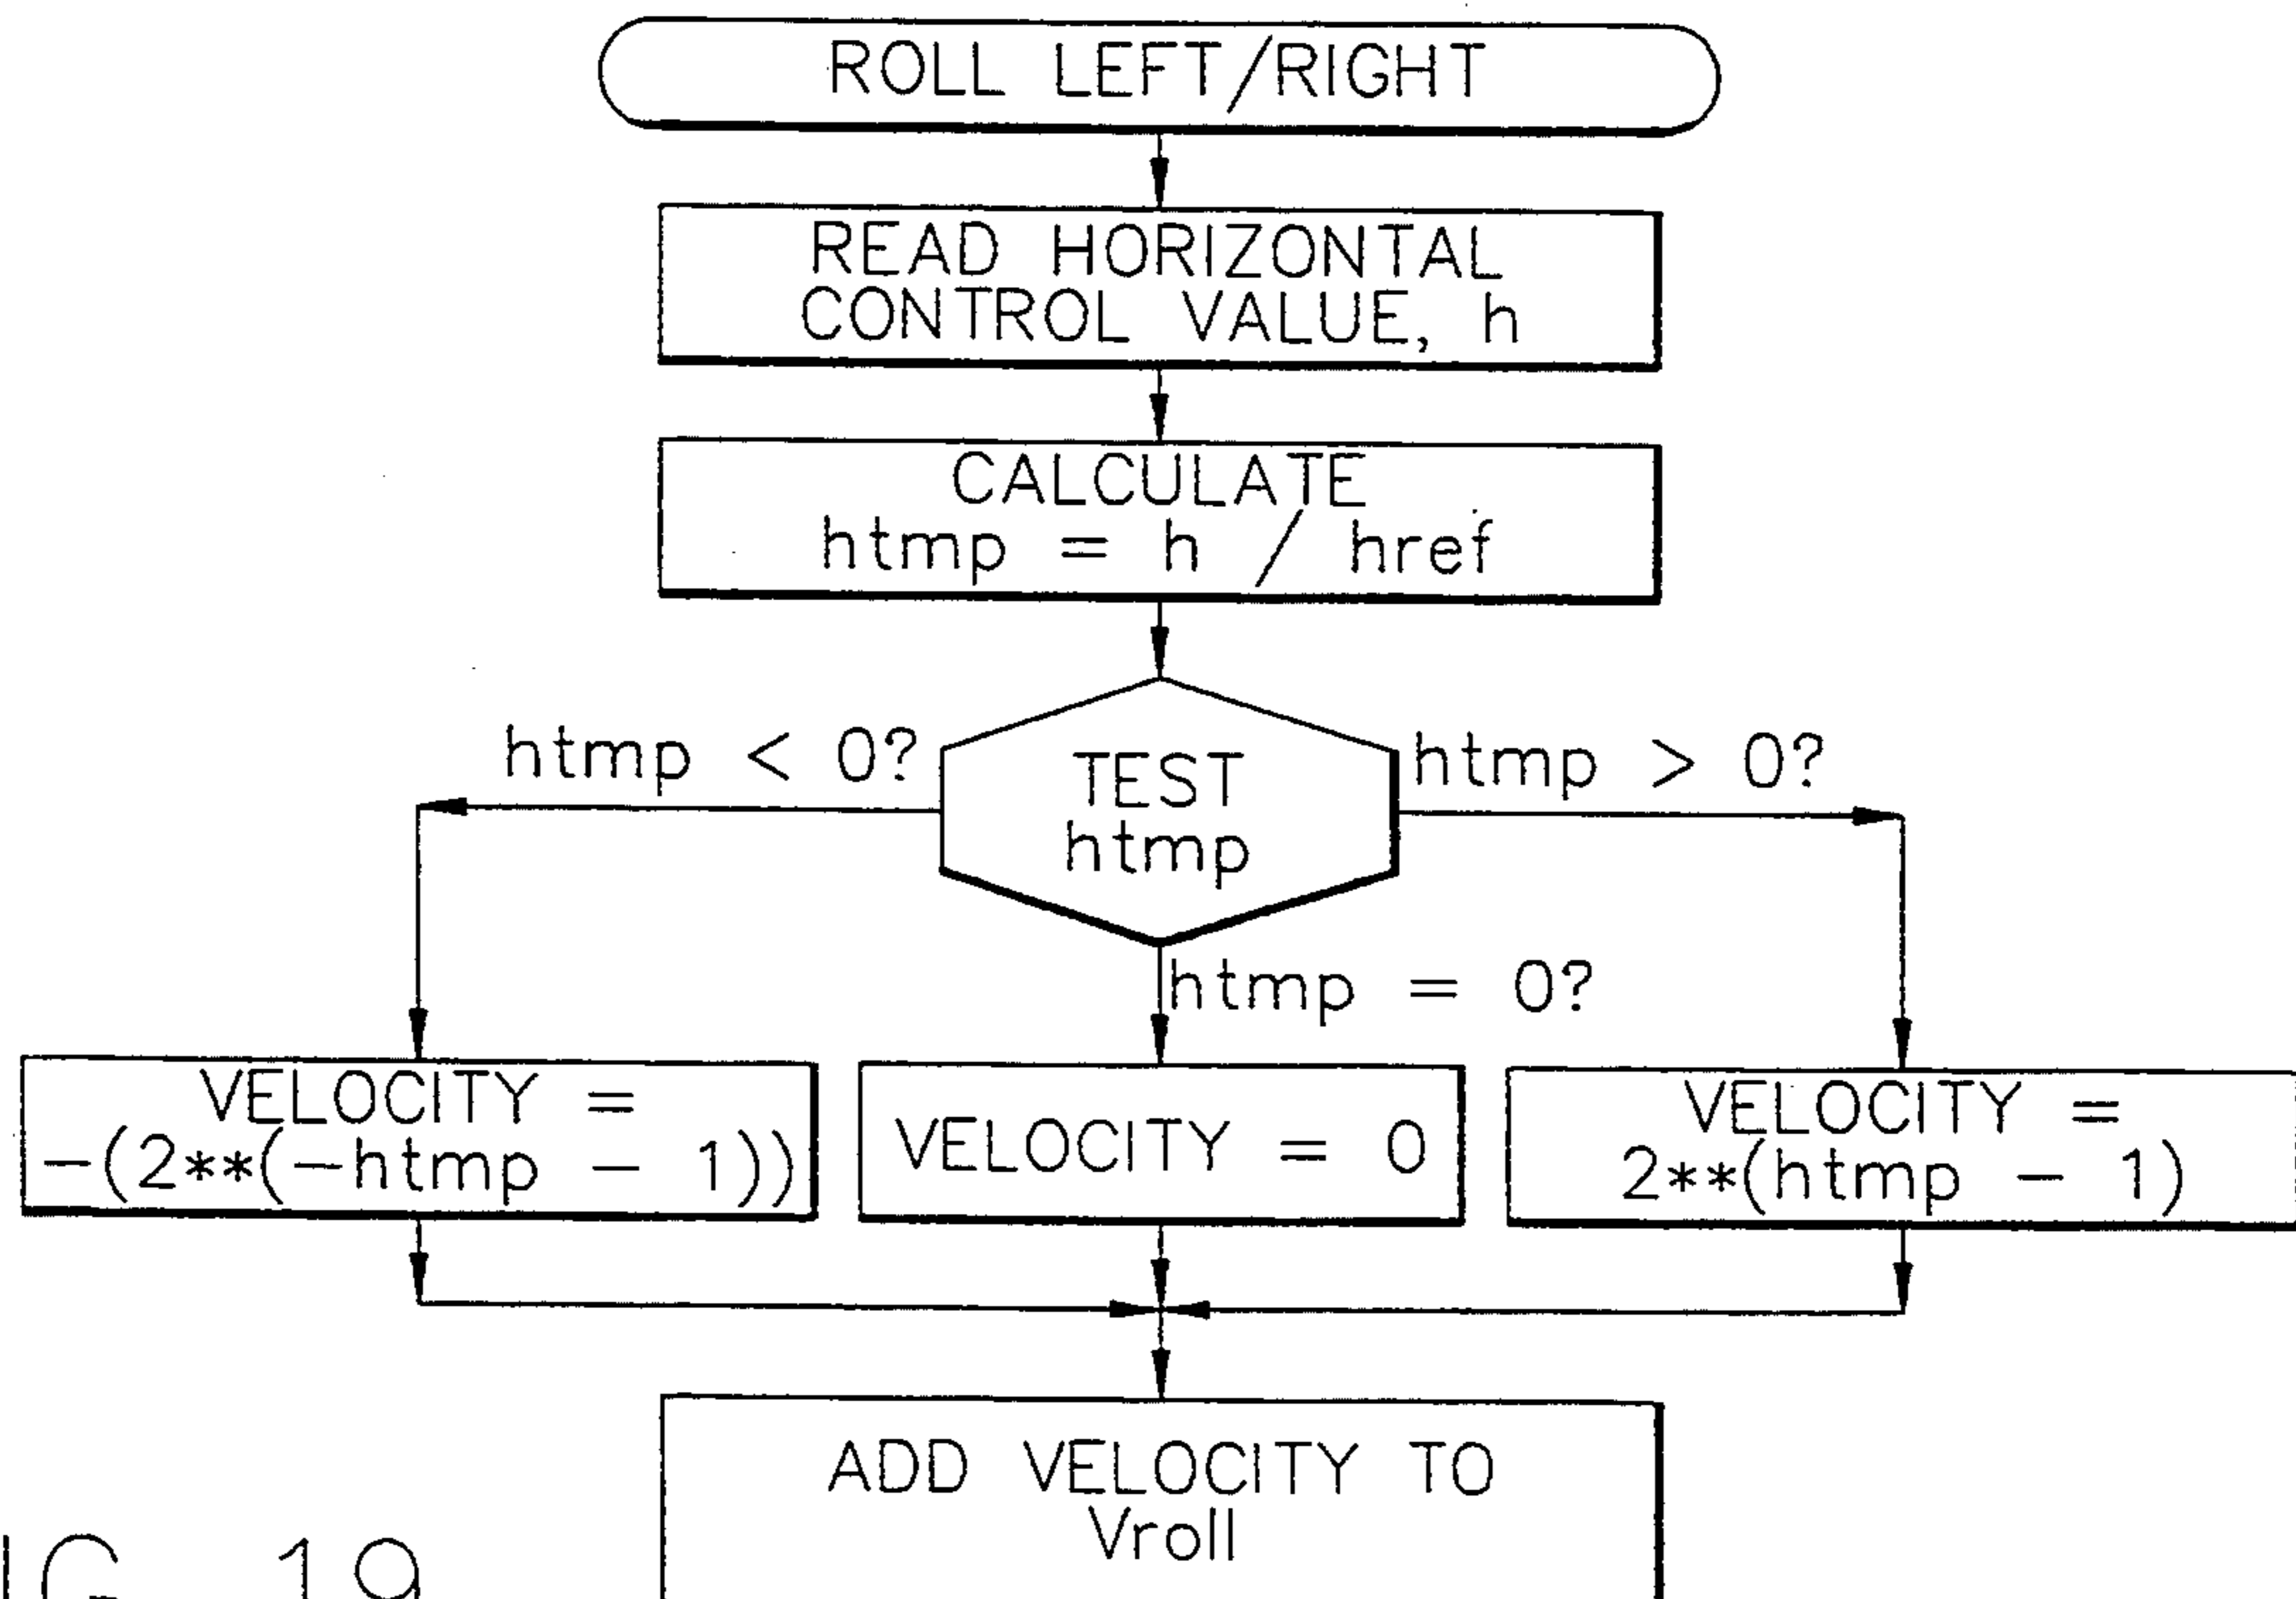 ROLL LEFT/RIGHT
READ HORIZONTAL
CONTROL VALUE, h
CALCULATE
htmp = h / href
htmp < 0?
TEST
htmp
htmp > 0?
htmp = 0?
VELOCITY =
-(2**(-htmp - 1))
VELOCITY = 0
VELOCITY =
2**(htmp - 1)
ADD VELOCITY TO
Vroll
19